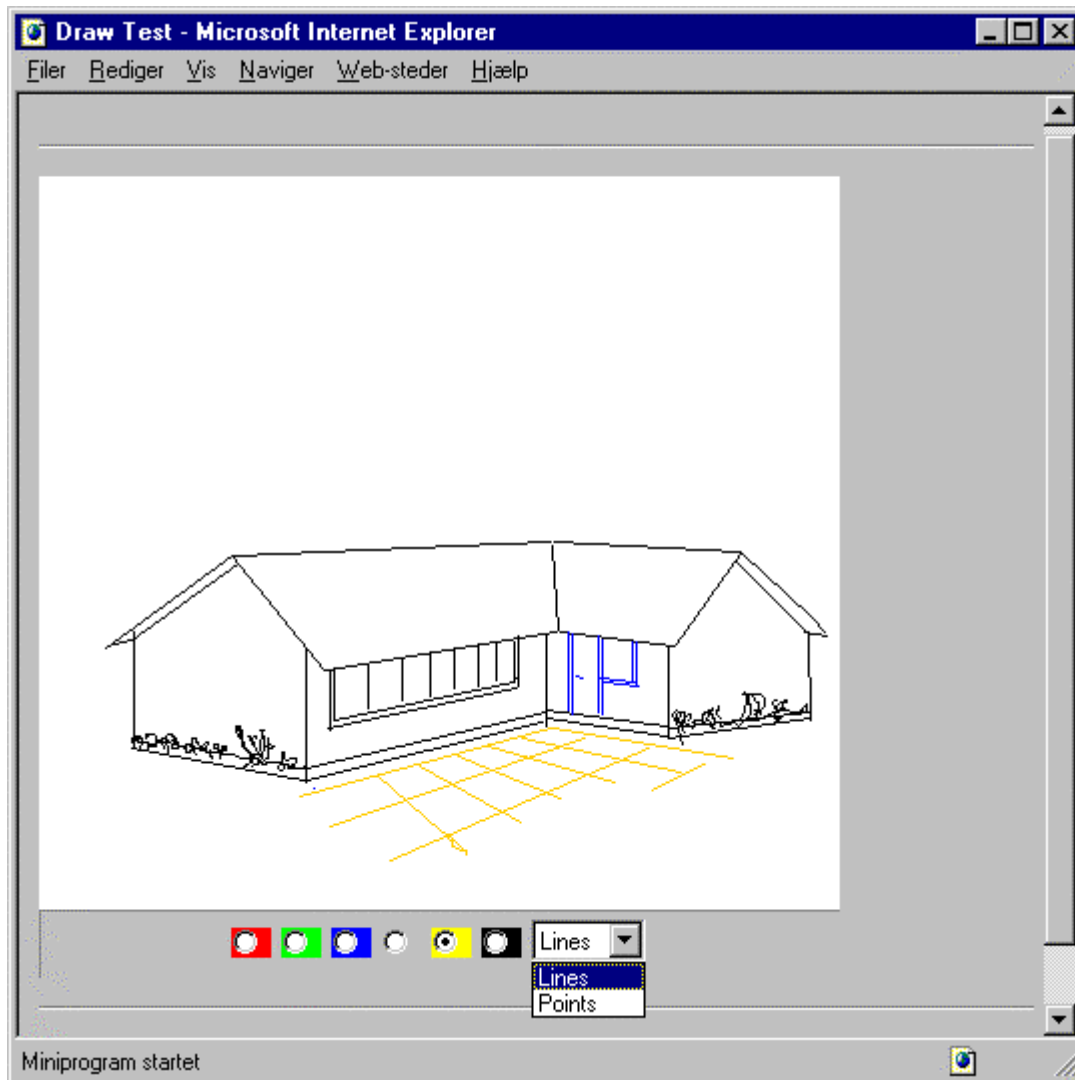 Draw Test - Microsoft Internet Explorer
Filer Rediger Vis Naviger Web-steder Hjælp
Lines
Lines
Points
Miniprogram startet